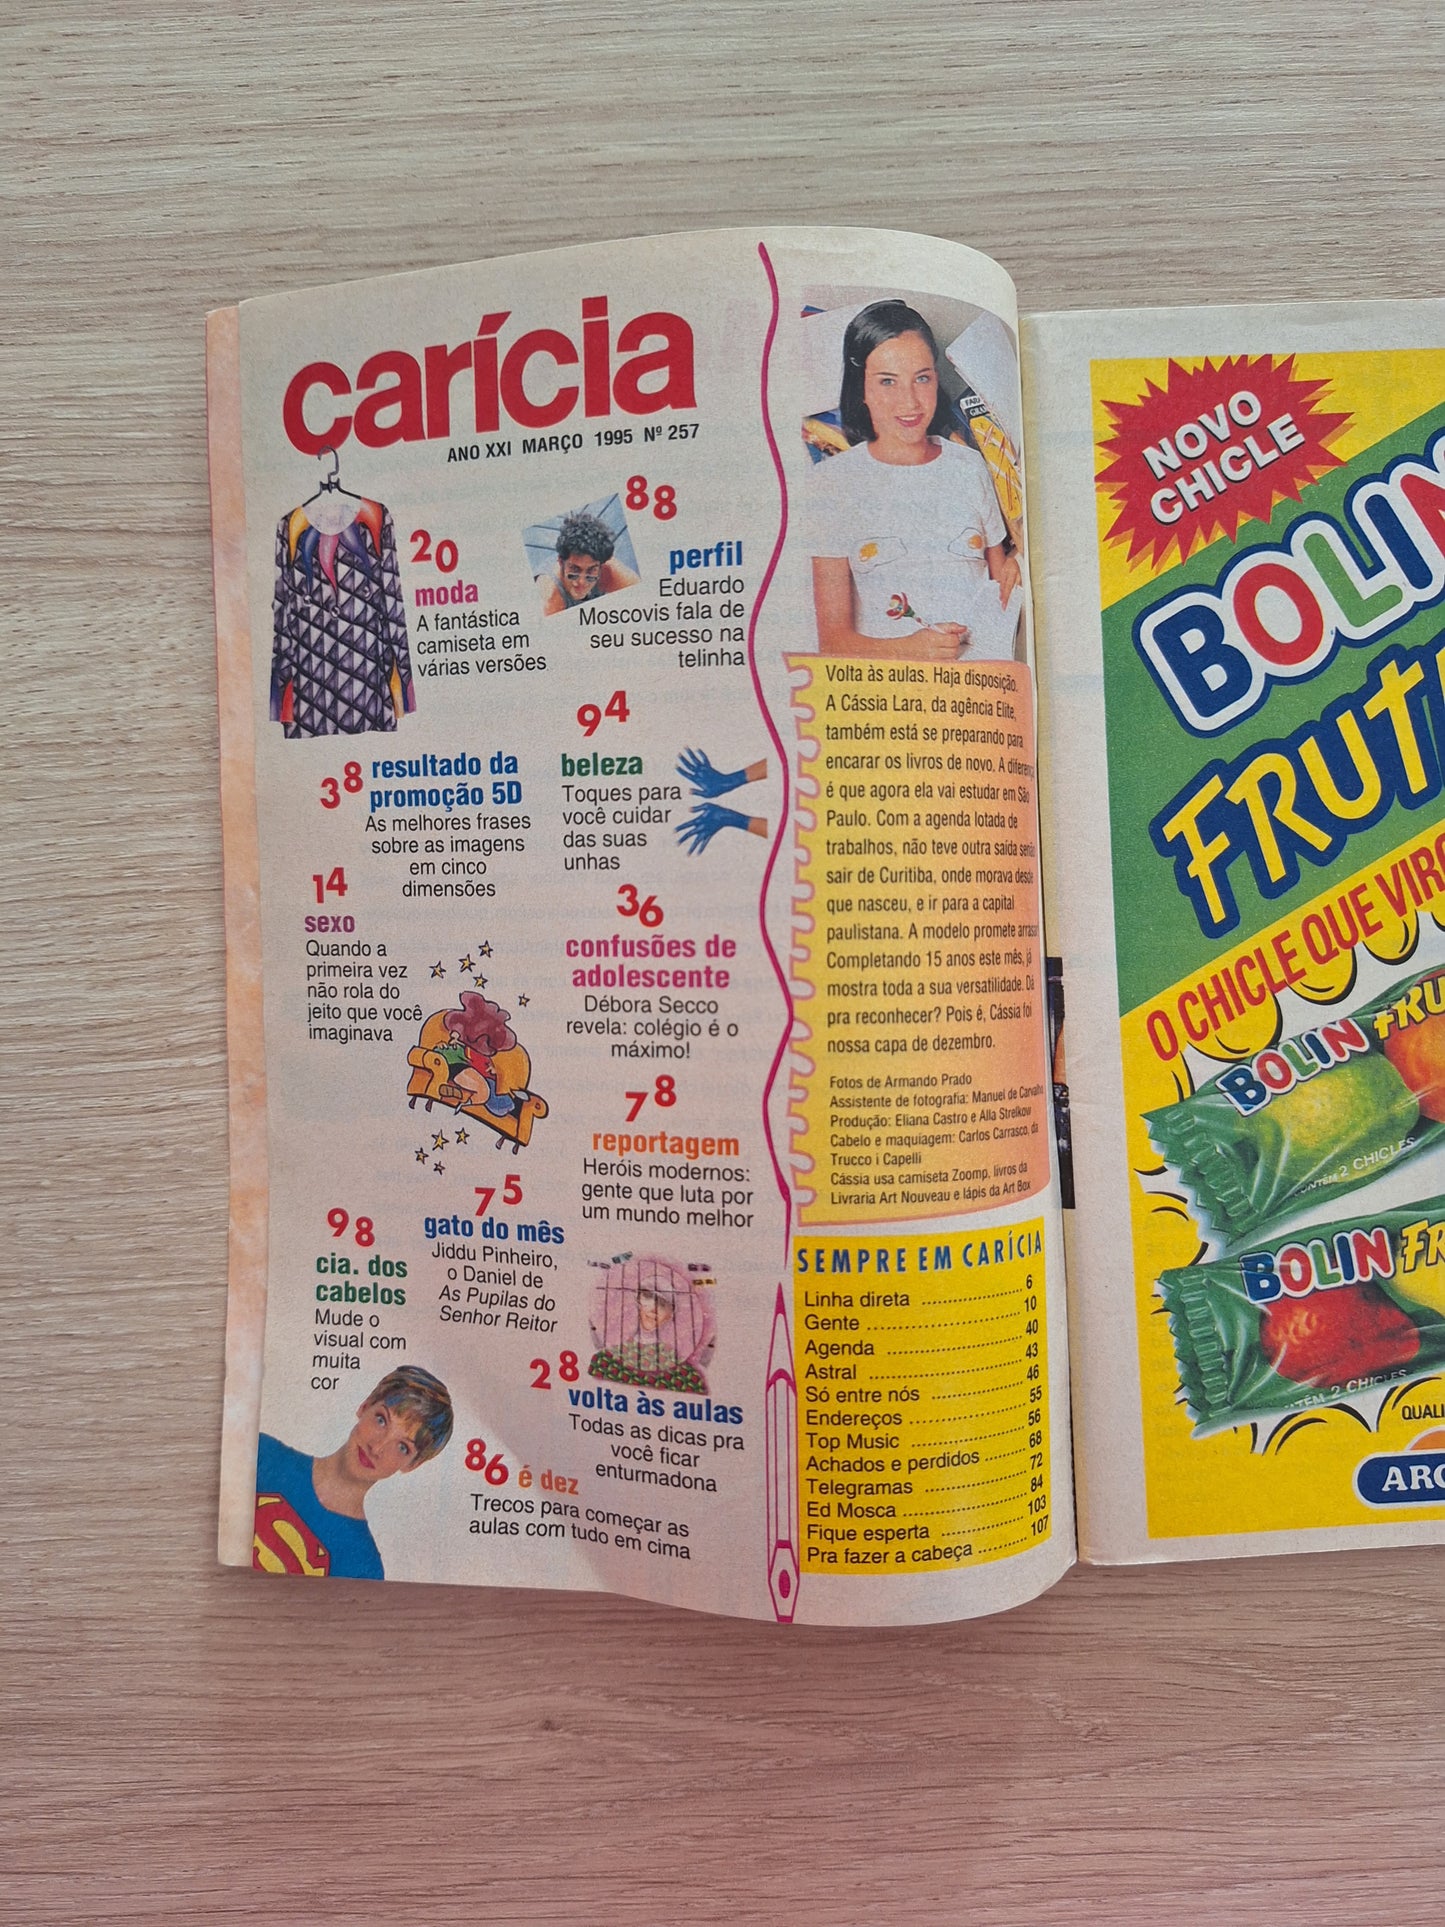 carícia
ANO XXI MARÇO 1995 Nº 257
20
moda
A fantástica
camiseta em
várias versões
88
perfil
Eduardo
Moscovis fala de
seu sucesso na
telinha
38 resultado da
promoção 5D
As melhores frases
sobre as imagens
em cinco
dimensões
94
beleza
Toques para
você cuidar
das suas
unhas
14
sexo
Quando a
primeira vez
não rola do
jeito que você
imaginava
36
confusões de
adolescente
Débora Secco
revela: colégio é o
máximo!
78
reportagem
Heróis modernos:
gente que luta por
um mundo melhor
75
gato do mês
Jiddu Pinheiro,
o Daniel de
As Pupilas do
Senhor Reitor
98
cia. dos
cabelos
Mude o
visual com
muita
cor
28
volta às aulas
Todas as dicas pra
você ficar
enturmadona
86 é dez
Trecos para começar as
aulas com tudo em cima
Volta às aulas. Haja disposição.
A Cássia Lara, da agência Elite,
também está se preparando para
encarar os livros de novo. A diferença
é que agora ela vai estudar em São
Paulo. Com a agenda lotada de
trabalhos, não teve outra saída senão
sair de Curitiba, onde morava desde
que nasceu, e ir para a capital
paulistana. A modelo promete arrasar
Completando 15 anos este mês, já
mostra toda a sua versatilidade. Dá
pra reconhecer? Pois é, Cássia foi
nossa capa de dezembro.
Fotos de Armando Prado
Assistente de fotografia: Manuel de Carvalho
Produção: Eliana Castro e Alla Strelkow
Cabelo e maquiagem: Carlos Carrasco, da
Trucco i Capelli
Cássia usa camiseta Zoomp, livros da
Livraria Art Nouveau e lápis da Art Box
SEMPRE EM CARÍCIA
Linha direta 6
Gente 10
Agenda 40
Astral 43
Só entre nós 46
Endereços 55
Top Music 56
Achados e perdidos 68
Telegramas 72
Ed Mosca 84
Fique esperta 103
Pra fazer a cabeça 107
NOVO
CHICLE
BOLIN
FRUT
O CHICLE QUE VIRO
BOLIN FRU
CONTÉM 2 CHICLES
BOLIN FR
2 CHICLES
QUALI
ARC